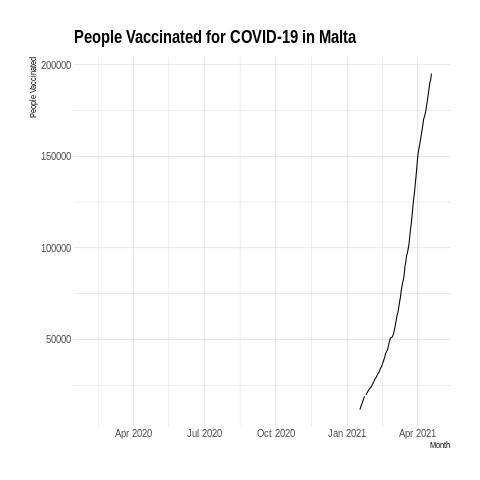 People Vaccinated for COVID-19 in Malta
People Vaccinated
200000
150000
100000
50000
Apr 2020 Jul 2020 Oct 2020 Jan 2021 Apr 2021
Month